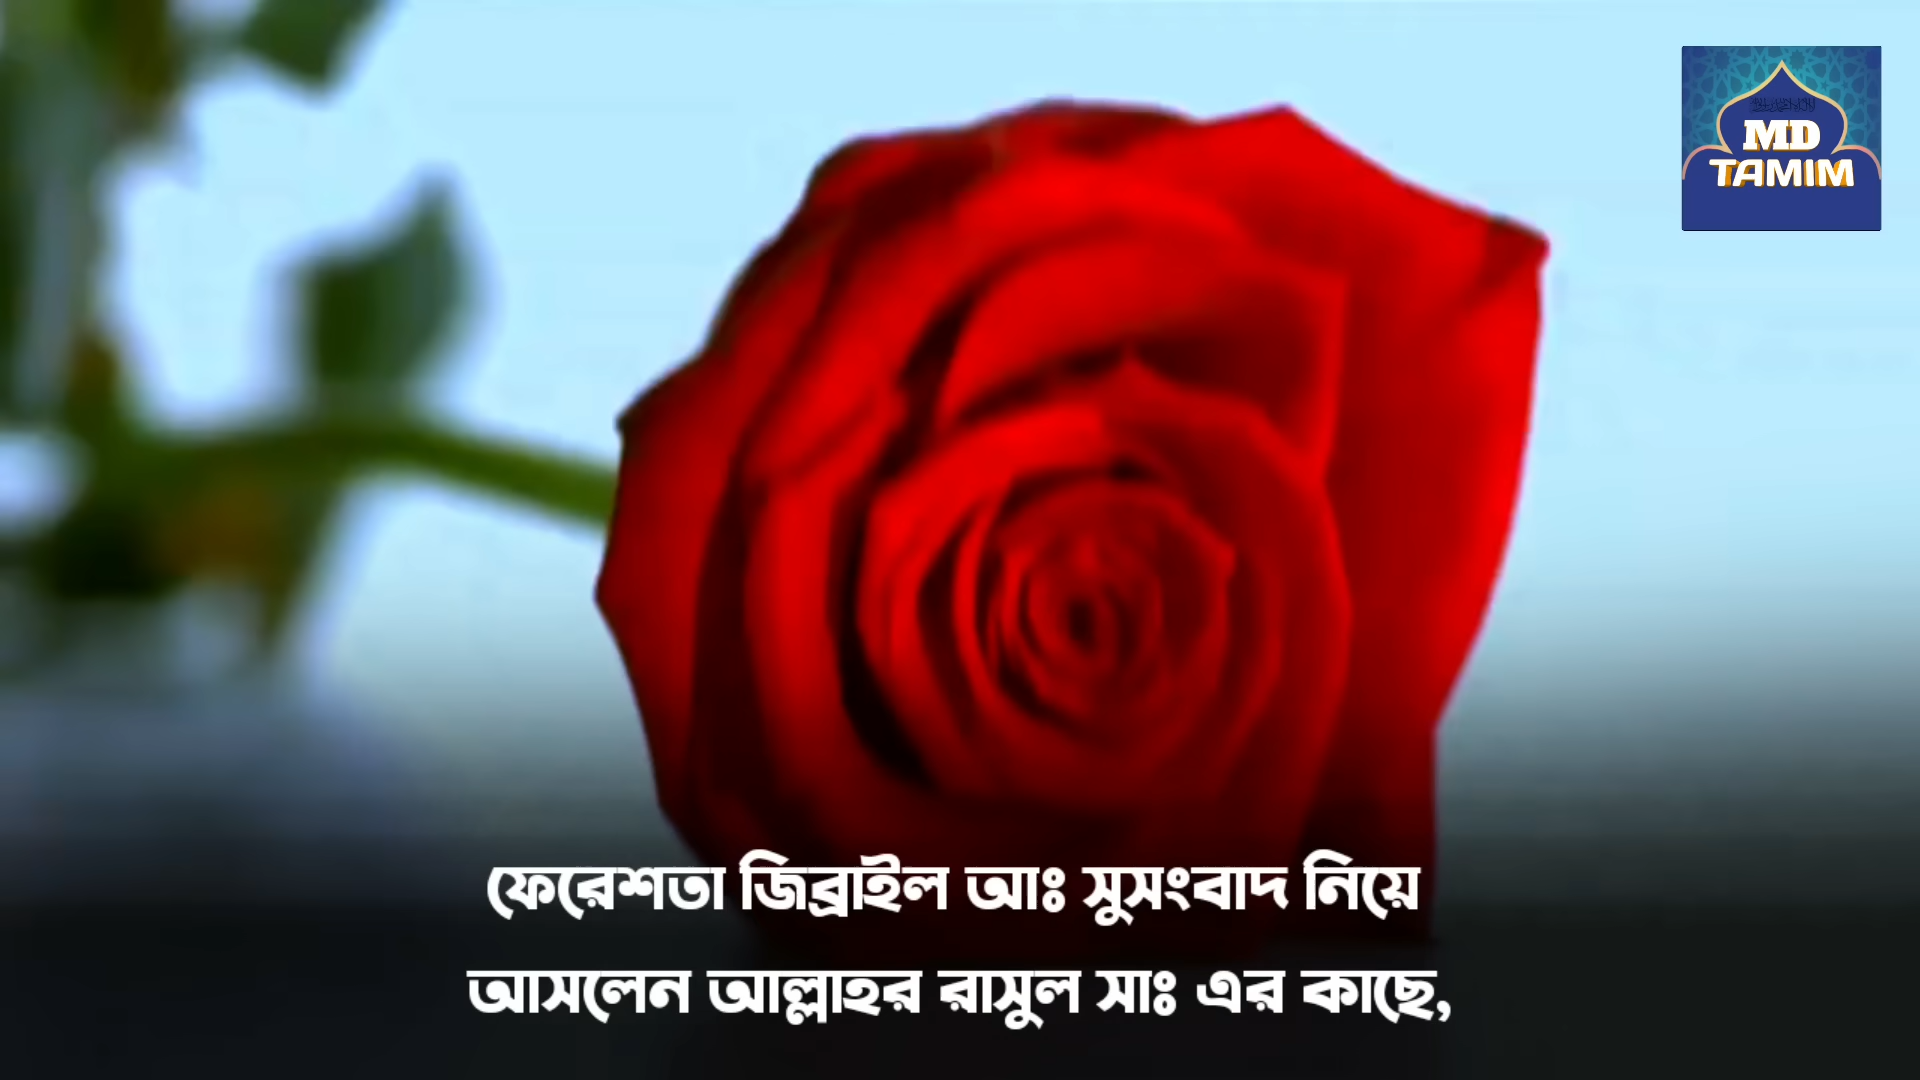 MD
TAMIM
ফেরেশতা জিব্রাইল আঃ সুসংবাদ নিয়ে
আসলেন আল্লাহর রাসুল সাঃ এর কাছে,